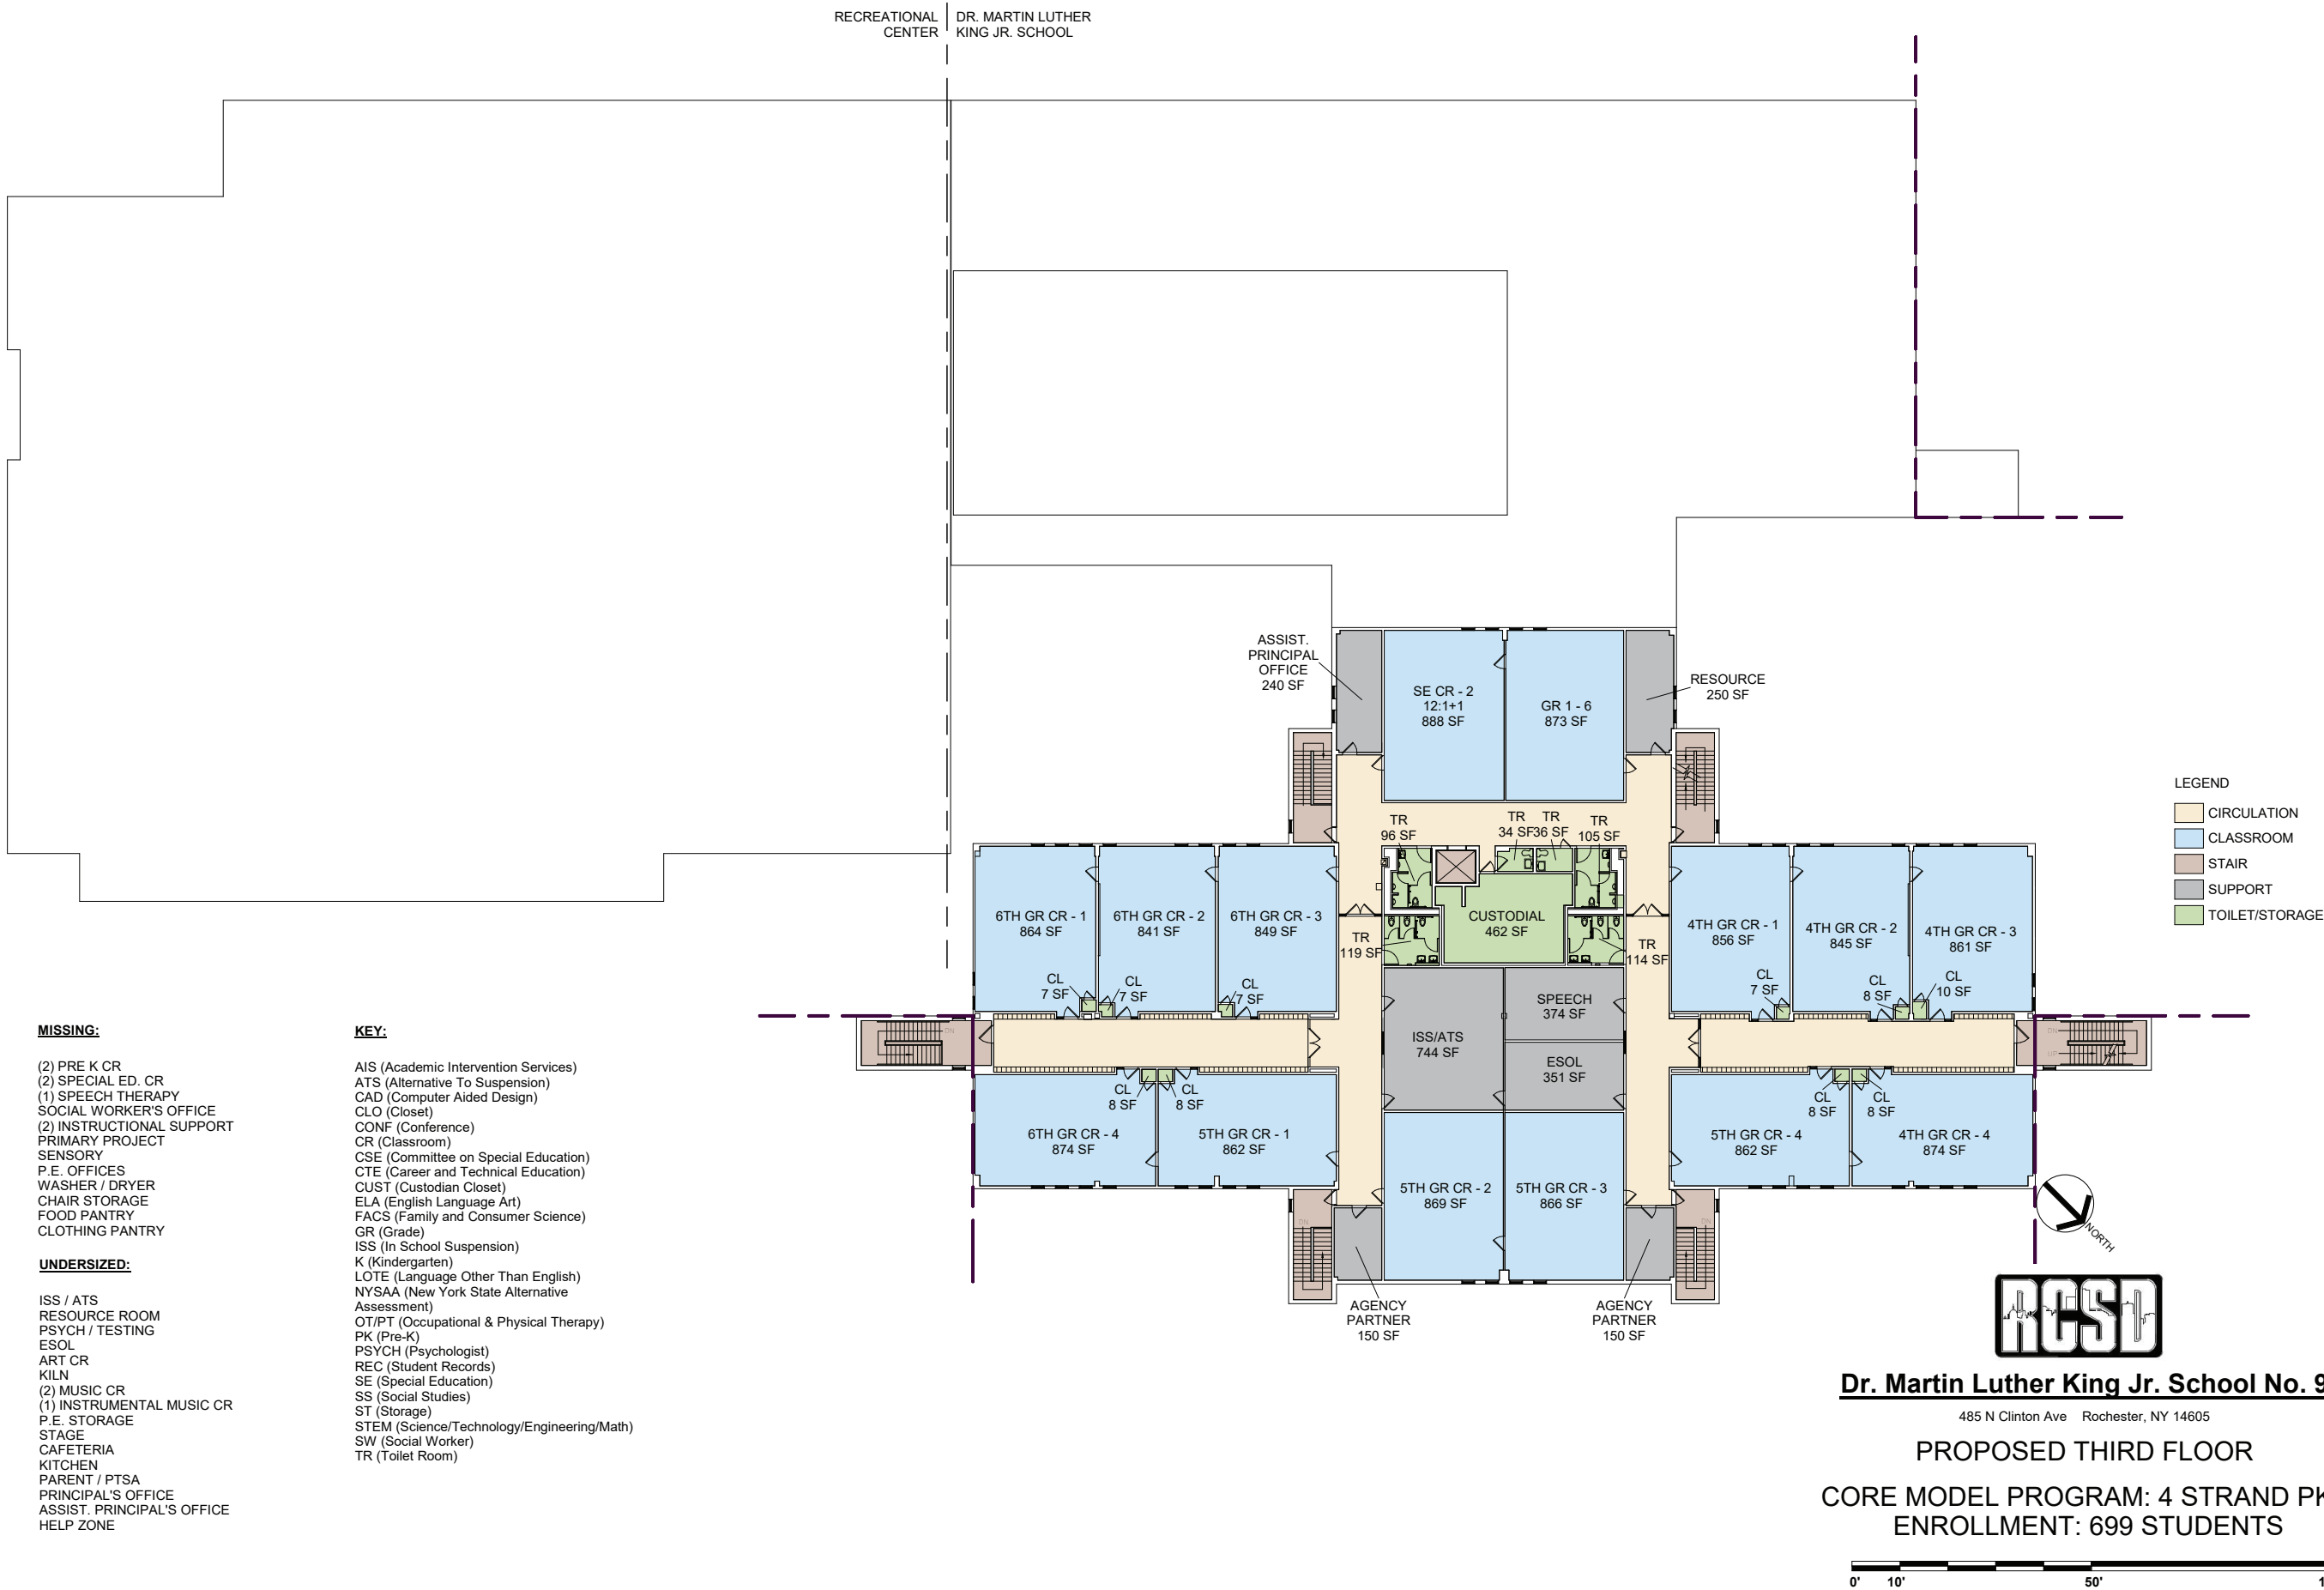 RECREATIONAL
CENTER
DR. MARTIN LUTHER
KING JR. SCHOOL
ASSIST.
PRINCIPAL
OFFICE
240 SF
SE CR - 2
12:1+1
888 SF
GR 1 - 6
873 SF
RESOURCE
250 SF
LEGEND
CIRCULATION
CLASSROOM
STAIR
SUPPORT
TOILET/STORAGE
TR
96 SF
TR
34 SF
TR
36 SF
TR
105 SF
6TH GR CR - 1
864 SF
6TH GR CR - 2
841 SF
6TH GR CR - 3
849 SF
CUSTODIAL
462 SF
TR
119 SF
TR
114 SF
4TH GR CR - 1
856 SF
4TH GR CR - 2
845 SF
4TH GR CR - 3
861 SF
CL
7 SF
CL
7 SF
CL
7 SF
CL
7 SF
CL
8 SF
CL
10 SF
SPEECH
374 SF
ISS/ATS
744 SF
ESOL
351 SF
DN
DN
UP
CL
8 SF
CL
8 SF
CL
8 SF
CL
8 SF
6TH GR CR - 4
874 SF
5TH GR CR - 1
862 SF
5TH GR CR - 4
862 SF
4TH GR CR - 4
874 SF
5TH GR CR - 2
869 SF
5TH GR CR - 3
866 SF
DN
DN
AGENCY
PARTNER
150 SF
AGENCY
PARTNER
150 SF
NORTH
MISSING:
(2) PRE K CR
(2) SPECIAL ED. CR
(1) SPEECH THERAPY
SOCIAL WORKER'S OFFICE
(2) INSTRUCTIONAL SUPPORT
PRIMARY PROJECT
SENSORY
P.E. OFFICES
WASHER / DRYER
CHAIR STORAGE
FOOD PANTRY
CLOTHING PANTRY
UNDERSIZED:
ISS / ATS
RESOURCE ROOM
PSYCH / TESTING
ESOL
ART CR
KILN
(2) MUSIC CR
(1) INSTRUMENTAL MUSIC CR
P.E. STORAGE
STAGE
CAFETERIA
KITCHEN
PARENT / PTSA
PRINCIPAL'S OFFICE
ASSIST. PRINCIPAL'S OFFICE
HELP ZONE
KEY:
AIS (Academic Intervention Services)
ATS (Alternative To Suspension)
CAD (Computer Aided Design)
CLO (Closet)
CONF (Conference)
CR (Classroom)
CSE (Committee on Special Education)
CTE (Career and Technical Education)
CUST (Custodian Closet)
ELA (English Language Art)
FACS (Family and Consumer Science)
GR (Grade)
ISS (In School Suspension)
K (Kindergarten)
LOTE (Language Other Than English)
NYSAA (New York State Alternative
Assessment)
OT/PT (Occupational & Physical Therapy)
PK (Pre-K)
PSYCH (Psychologist)
REC (Student Records)
SE (Special Education)
SS (Social Studies)
ST (Storage)
STEM (Science/Technology/Engineering/Math)
SW (Social Worker)
TR (Toilet Room)
RCSD
Dr. Martin Luther King Jr. School No. 9
485 N Clinton Ave Rochester, NY 14605
PROPOSED THIRD FLOOR
CORE MODEL PROGRAM: 4 STRAND PK
ENROLLMENT: 699 STUDENTS
0' 10' 50'